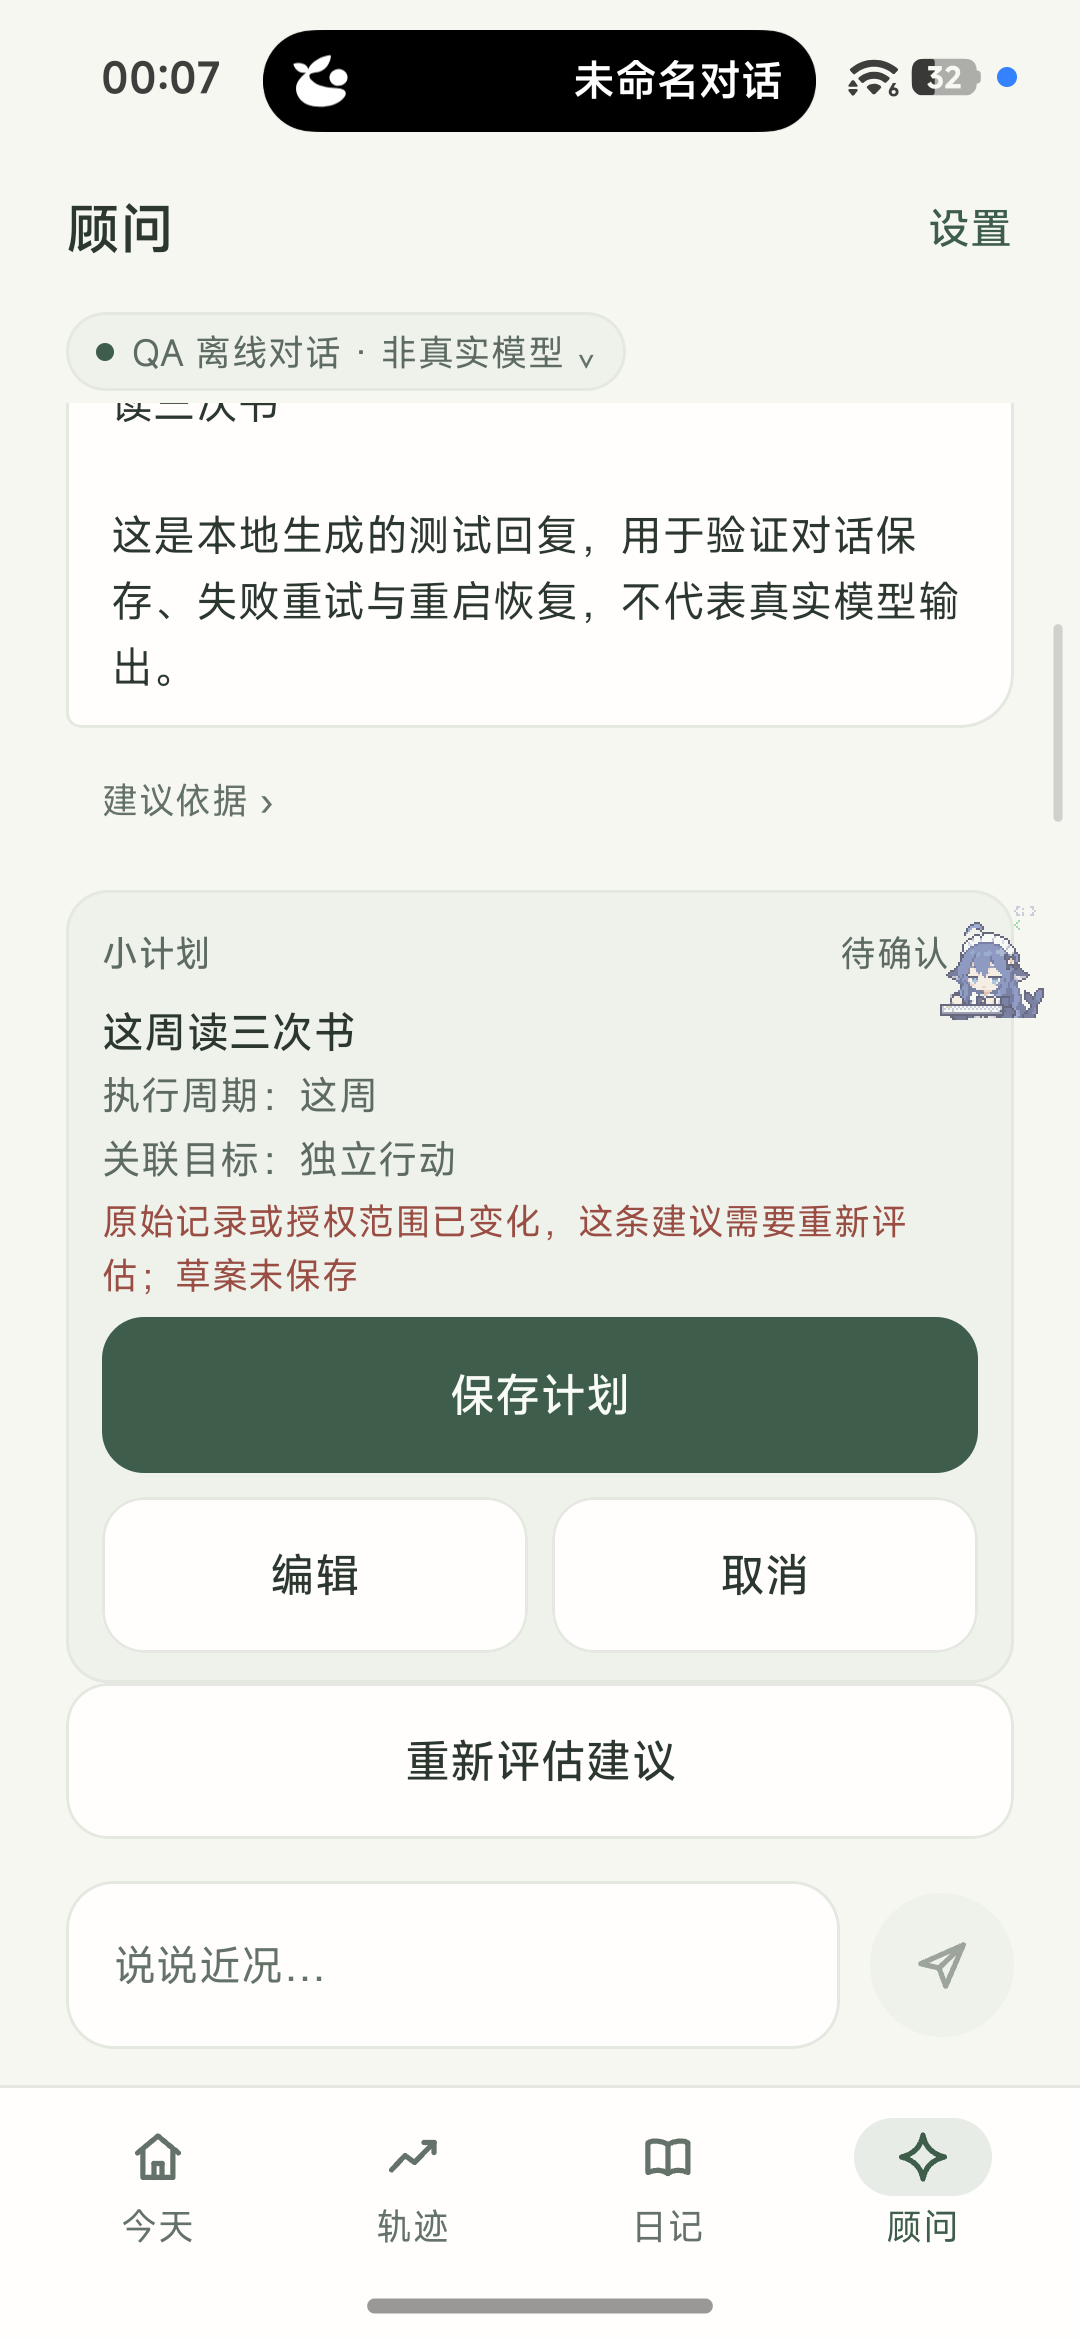 00:07
未命名对话
6
32
顾问
设置
QA 离线对话 · 非真实模型
读三次书
这是本地生成的测试回复，用于验证对话保
存、失败重试与重启恢复，不代表真实模型输
出。
建议依据 ›
小计划
待确认
这周读三次书
执行周期：这周
关联目标：独立行动
原始记录或授权范围已变化，这条建议需要重新评
估；草案未保存
保存计划
编辑
取消
重新评估建议
说说近况...
今天
轨迹
日记
顾问